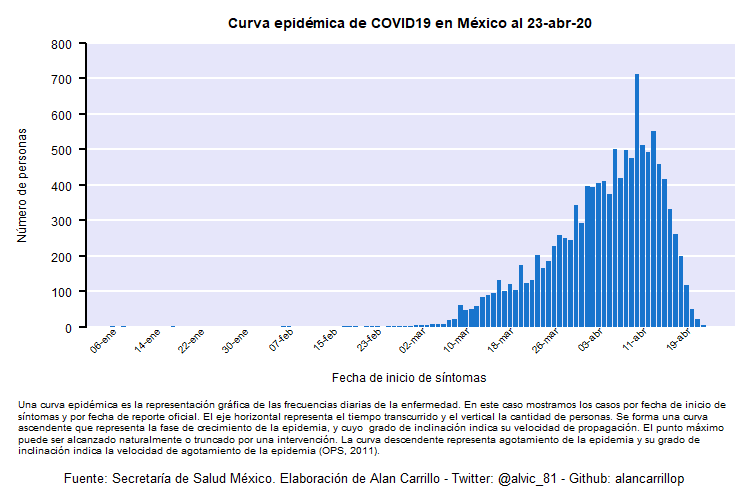 Curva epidémica de COVID19 en México al 23-abr-20
Número de personas
800
700
600
500
400
300
200
100
0
06-ene
14-ene
22-ene
30-ene
07-feb
15-feb
23-feb
02-mar
10-mar
18-mar
26-mar
03-abr
11-abr
19-abr
Fecha de inicio de síntomas
Una curva epidémica es la representación gráfica de las frecuencias diarias de la enfermedad. En este caso mostramos los casos por fecha de inicio de
síntomas y por fecha de reporte oficial. El eje horizontal representa el tiempo transcurrido y el vertical la cantidad de personas. Se forma una curva
ascendente que representa la fase de crecimiento de la epidemia, y cuyo grado de inclinación indica su velocidad de propagación. El punto máximo
puede ser alcanzado naturalmente o truncado por una intervención. La curva descendente representa agotamiento de la epidemia y su grado de
inclinación indica la velocidad de agotamiento de la epidemia (OPS, 2011).
Fuente: Secretaría de Salud México. Elaboración de Alan Carrillo - Twitter: @alvic_81 - Github: alancarrillop